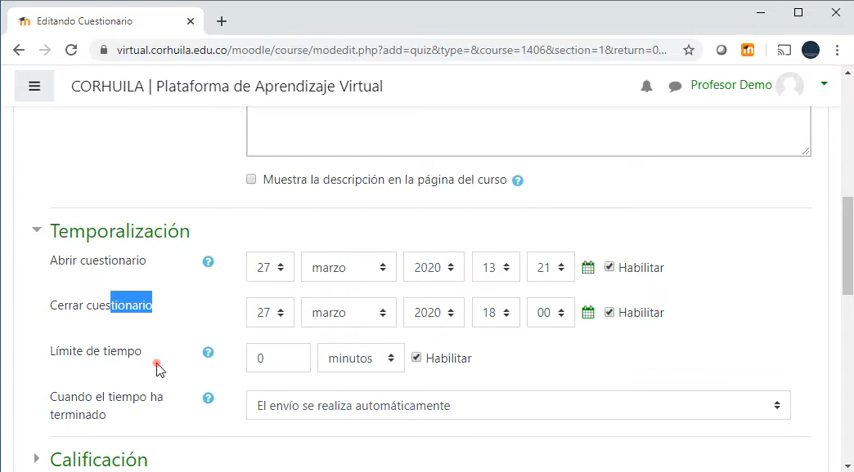 Editando Cuestionario
virtual.corhuila.edu.co/moodle/course/modedit.php?add=quiz&type=&course=1406&section=1&return=0...
CORHUILA | Plataforma de Aprendizaje Virtual
Profesor Demo
Muestra la descripción en la página del curso
Temporalización
Abrir cuestionario 27 marzo 2020 13 21 Habilitar
Cerrar cuestionario 27 marzo 2020 18 00 Habilitar
Límite de tiempo 0 minutos Habilitar
Cuando el tiempo ha
terminado
El envío se realiza automáticamente
Calificación